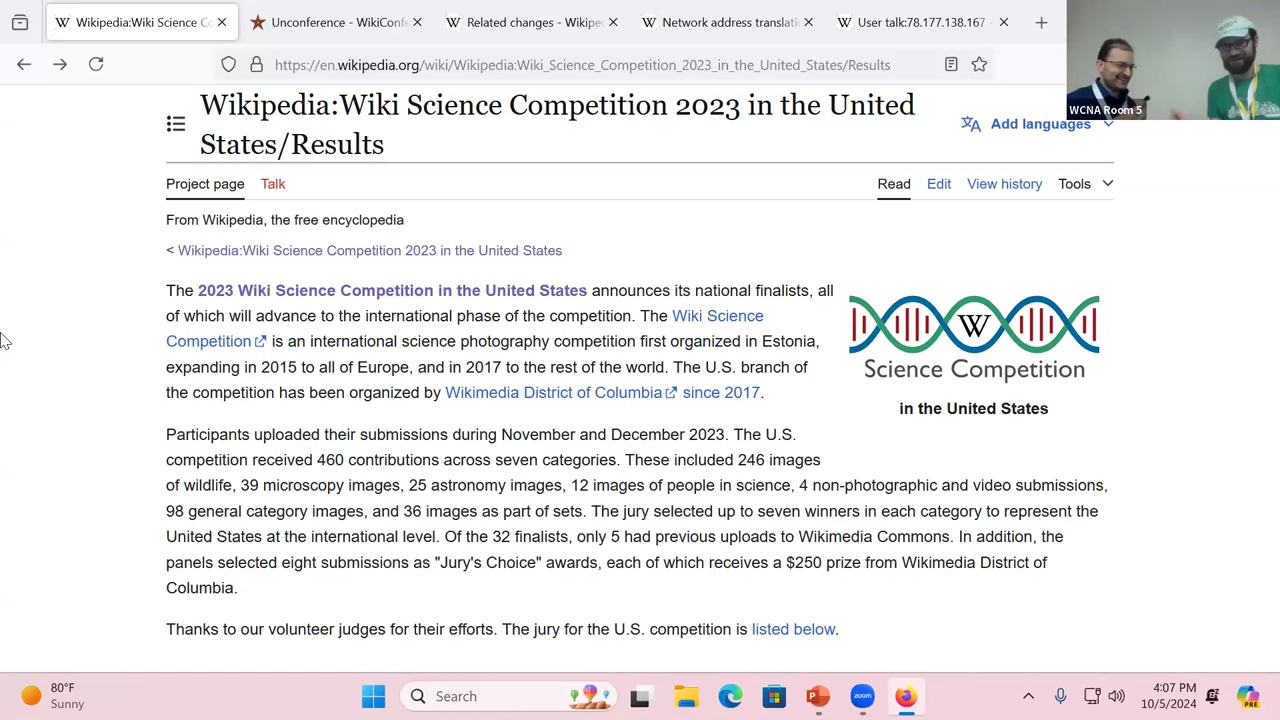 Wikipedia:Wiki Science Co
Unconference - WikiConfe
Related changes - Wikiped
Network address translati
User talk:78.177.138.167 -
https://en.wikipedia.org/wiki/Wikipedia:Wiki_Science_Competition_2023_in_the_United_States/Results
WCNA Room 5
Wikipedia:Wiki Science Competition 2023 in the United
States/Results
Add languages
Project page Talk Read Edit View history Tools
From Wikipedia, the free encyclopedia
< Wikipedia:Wiki Science Competition 2023 in the United States
The 2023 Wiki Science Competition in the United States announces its national finalists, all
of which will advance to the international phase of the competition. The Wiki Science
Competition is an international science photography competition first organized in Estonia,
expanding in 2015 to all of Europe, and in 2017 to the rest of the world. The U.S. branch of
the competition has been organized by Wikimedia District of Columbia since 2017.
W
Science Competition
in the United States
Participants uploaded their submissions during November and December 2023. The U.S.
competition received 460 contributions across seven categories. These included 246 images
of wildlife, 39 microscopy images, 25 astronomy images, 12 images of people in science, 4 non-photographic and video submissions,
98 general category images, and 36 images as part of sets. The jury selected up to seven winners in each category to represent the
United States at the international level. Of the 32 finalists, only 5 had previous uploads to Wikimedia Commons. In addition, the
panels selected eight submissions as "Jury's Choice" awards, each of which receives a $250 prize from Wikimedia District of
Columbia.
Thanks to our volunteer judges for their efforts. The jury for the U.S. competition is listed below.
80°F
Sunny
Search
zoom
4:07 PM
10/5/2024
PRE